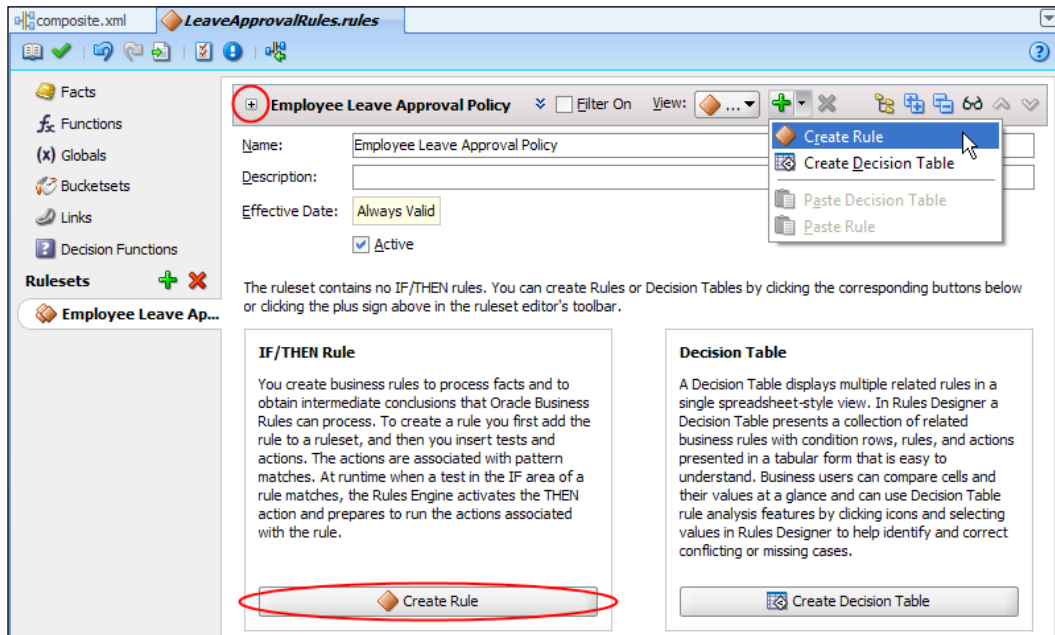 composite.xml
LeaveApprovalRules.rules
Facts
Functions
Globals
Bucketsets
Links
Decision Functions
Rulesets
Employee Leave Ap...
Employee Leave Approval Policy Filter On View: ...
Create Rule
Create Decision Table
Paste Decision Table
Paste Rule
Name: Employee Leave Approval Policy
Description:
Effective Date: Always Valid
Active
The ruleset contains no IF/THEN rules. You can create Rules or Decision Tables by clicking the corresponding buttons below
or clicking the plus sign above in the ruleset editor's toolbar.
IF/THEN Rule
You create business rules to process facts and to
obtain intermediate conclusions that Oracle Business
Rules can process. To create a rule you first add the
rule to a ruleset, and then you insert tests and
actions. The actions are associated with pattern
matches. At runtime when a test in the IF area of a
rule matches, the Rules Engine activates the THEN
action and prepares to run the actions associated
with the rule.
Create Rule
Decision Table
A Decision Table displays multiple related rules in a
single spreadsheet-style view. In Rules Designer a
Decision Table presents a collection of related
business rules with condition rows, rules, and actions
presented in a tabular form that is easy to
understand. Business users can compare cells and
their values at a glance and can use Decision Table
rule analysis features by clicking icons and selecting
values in Rules Designer to help identify and correct
conflicting or missing cases.
Create Decision Table